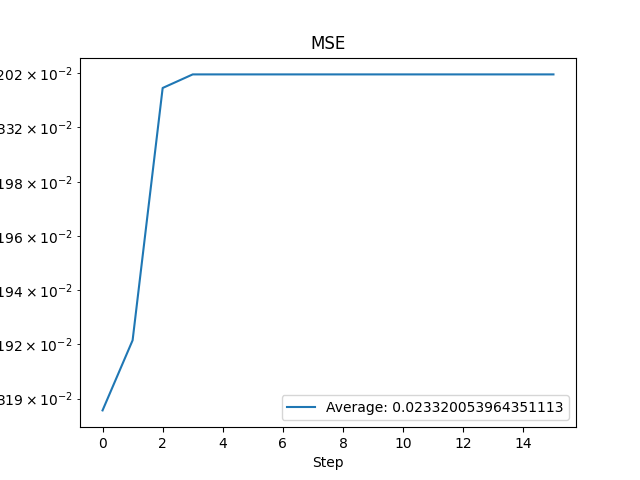 MSE
202 × 10⁻²
832 × 10⁻²
198 × 10⁻²
196 × 10⁻²
194 × 10⁻²
192 × 10⁻²
819 × 10⁻²
Average: 0.023320053964351113
0 2 4 6 8 10 12 14
Step